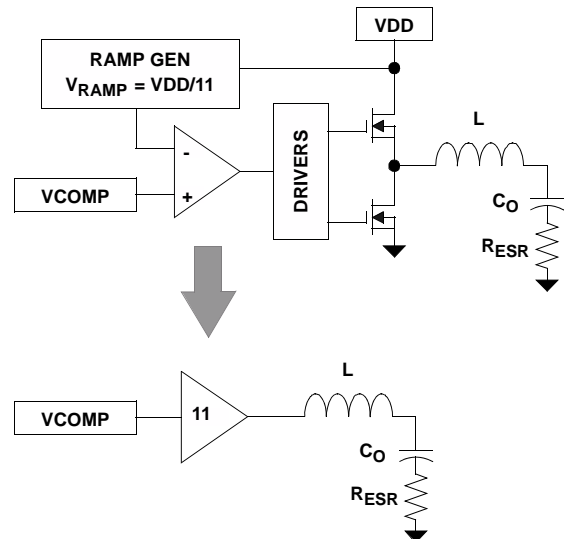 VDD
RAMP GEN
VRAMP = VDD/11
L
-
DRIVERS
VCOMP
+
CO
RESR
L
VCOMP
11
CO
RESR